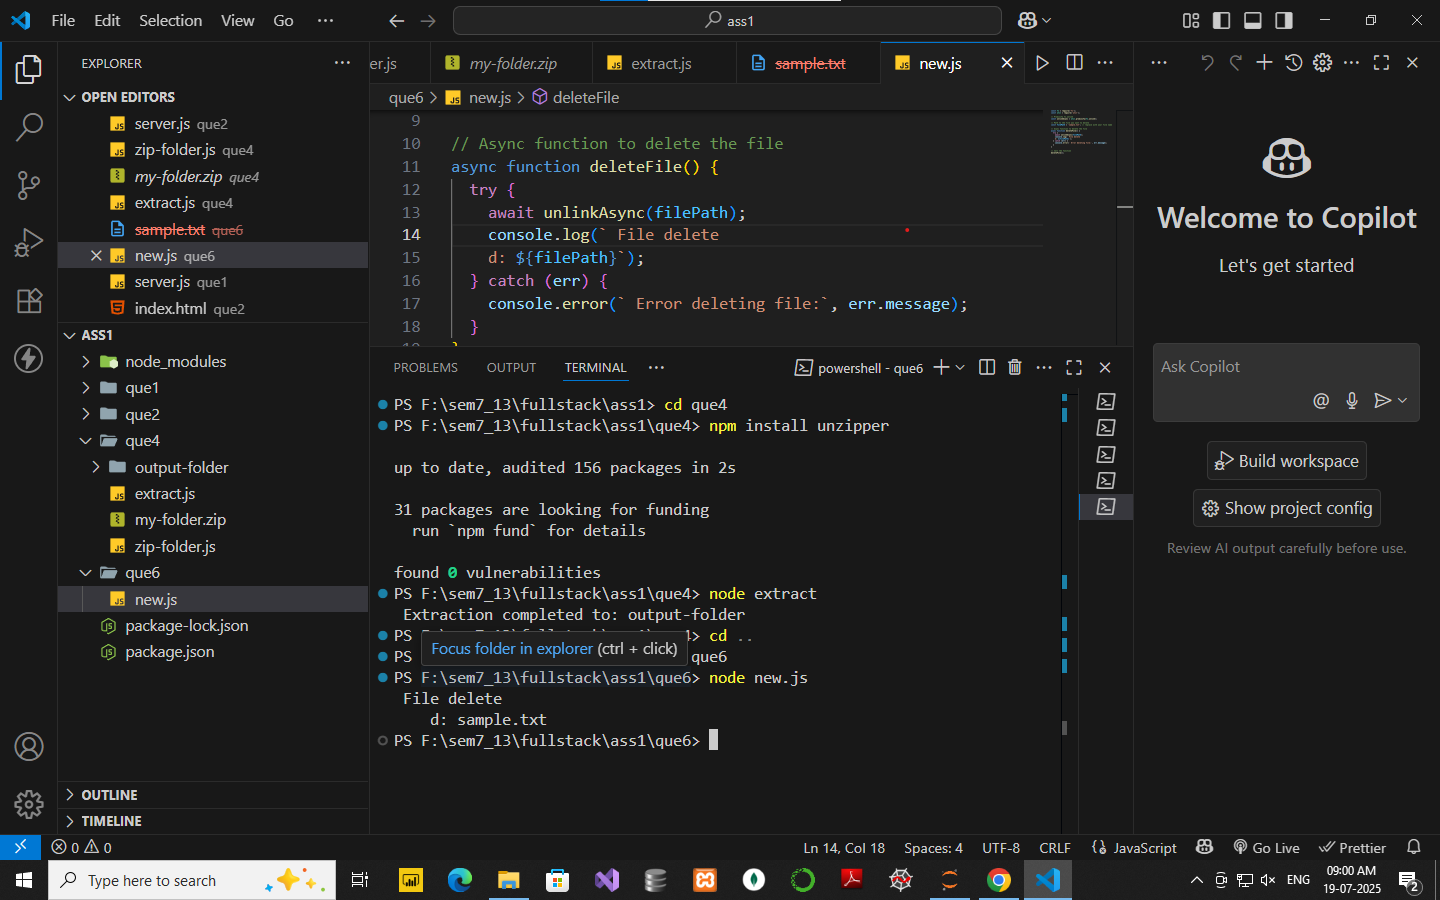 File Edit Selection View Go ···
ass1
EXPLORER
OPEN EDITORS
server.js que2
zip-folder.js que4
my-folder.zip que4
extract.js que4
sample.txt que6
new.js que6
server.js que1
index.html que2
ASS1
node_modules
que1
que2
que4
output-folder
extract.js
my-folder.zip
zip-folder.js
que6
new.js
package-lock.json
package.json
OUTLINE
TIMELINE
er.js my-folder.zip extract.js sample.txt new.js
que6 > new.js > deleteFile
9
10 // Async function to delete the file
11 async function deleteFile() {
12 try {
13 await unlinkAsync(filePath);
14 console.log(` File delete
15 d: ${filePath}`);
16 } catch (err) {
17 console.error(` Error deleting file:`, err.message);
18 }
PROBLEMS OUTPUT TERMINAL ··· powershell - que6
PS F:\sem7_13\fullstack\ass1> cd que4
PS F:\sem7_13\fullstack\ass1\que4> npm install unzipper
up to date, audited 156 packages in 2s
31 packages are looking for funding
run `npm fund` for details
found 0 vulnerabilities
PS F:\sem7_13\fullstack\ass1\que4> node extract
Extraction completed to: output-folder
PS F:\sem7_13\fullstack\ass1\que4> cd ..
PS que6
Focus folder in explorer (ctrl + click)
PS F:\sem7_13\fullstack\ass1\que6> node new.js
File delete
d: sample.txt
PS F:\sem7_13\fullstack\ass1\que6>
Welcome to Copilot
Let's get started
Ask Copilot
Build workspace
Show project config
Review AI output carefully before use.
0 0 Ln 14, Col 18 Spaces: 4 UTF-8 CRLF JavaScript Go Live Prettier
Type here to search
ENG
09:00 AM
19-07-2025
2